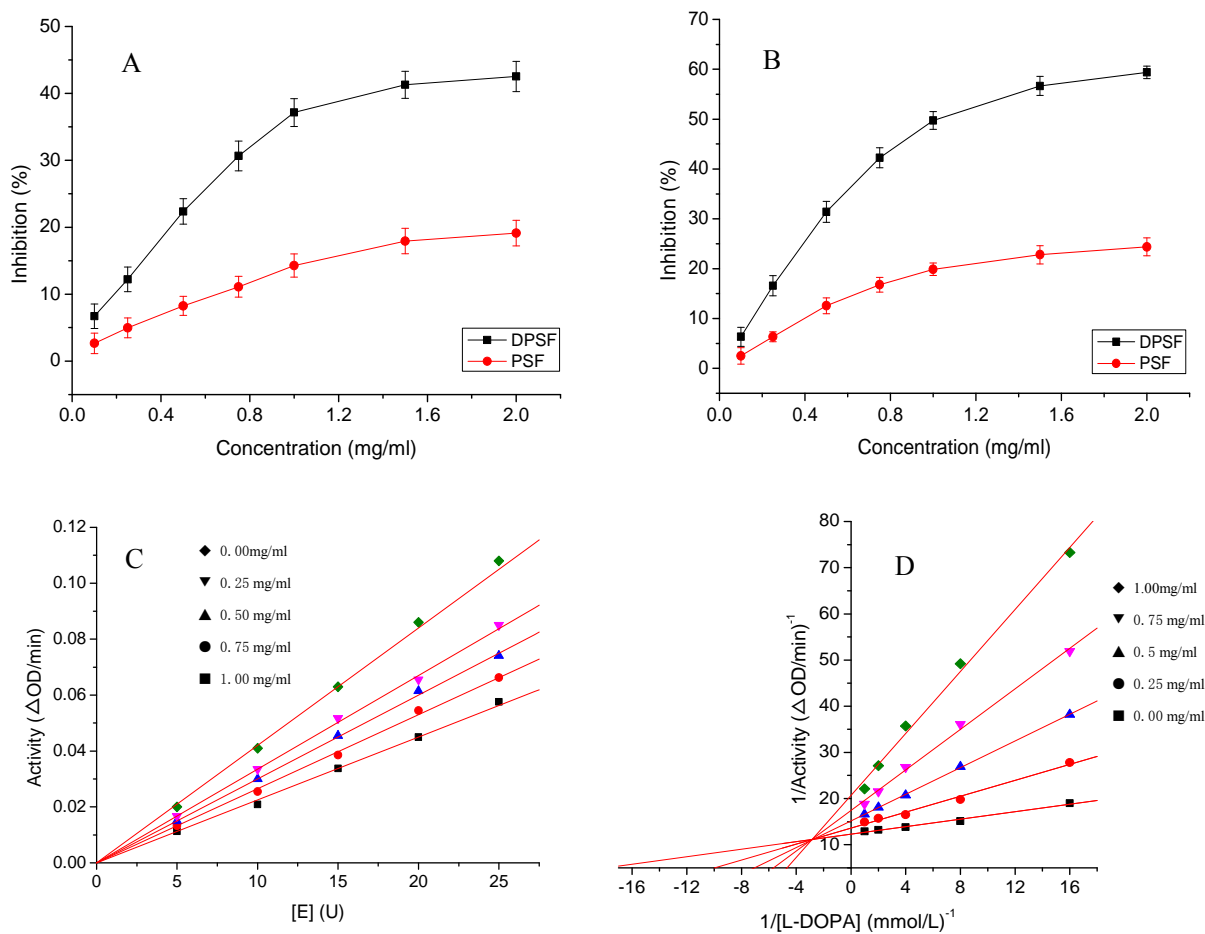 A
Inhibition (%)
50
40
30
20
10
0
0.0 0.4 0.8 1.2 1.6 2.0
Concentration (mg/ml)
DPSF
PSF
B
Inhibition (%)
70
60
50
40
30
20
10
0
0.0 0.4 0.8 1.2 1.6 2.0
Concentration (mg/ml)
DPSF
PSF
C
Activity (△OD/min)
0.12
0.10
0.08
0.06
0.04
0.02
0.00
0 5 10 15 20 25
[E] (U)
0. 00mg/ml
0. 25 mg/ml
0. 50 mg/ml
0. 75 mg/ml
1. 00 mg/ml
D
1/Activity (△OD/min)⁻¹
80
70
60
50
40
30
20
10
-16 -12 -8 -4 0 4 8 12 16
1/[L-DOPA] (mmol/L)⁻¹
1.00mg/ml
0. 75 mg/ml
0. 5 mg/ml
0. 25 mg/ml
0. 00 mg/ml